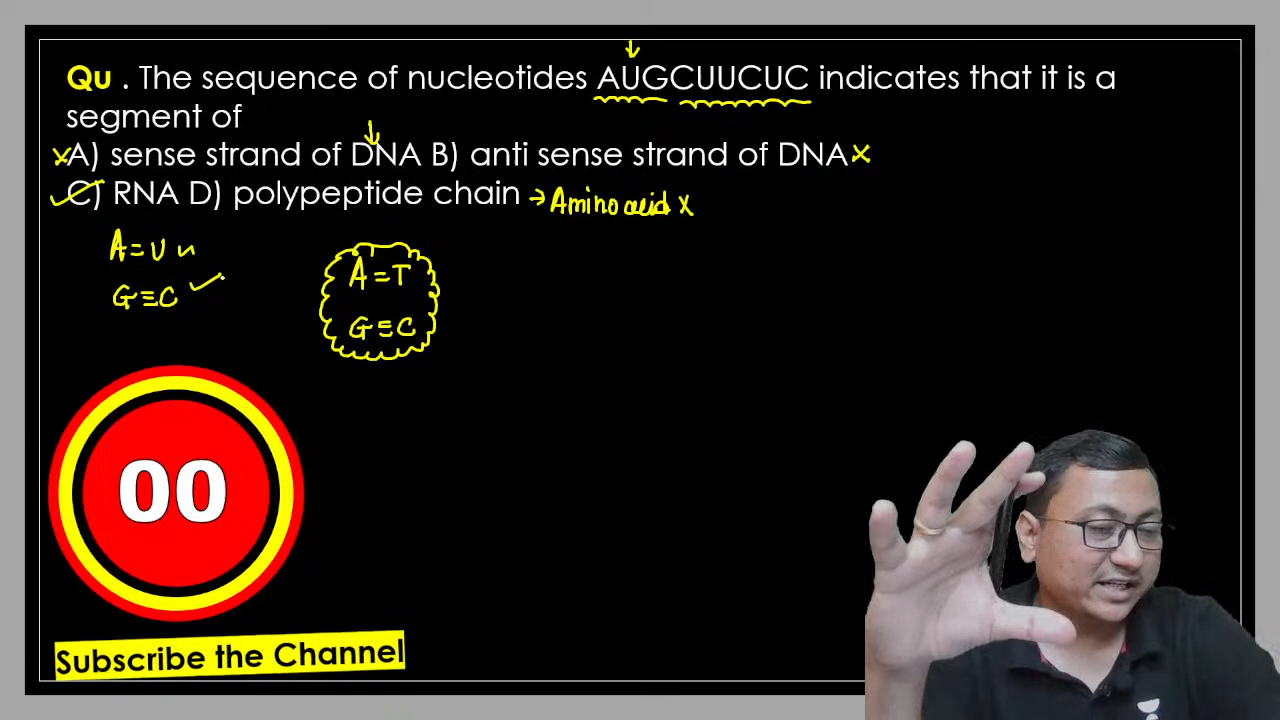 Qu . The sequence of nucleotides AUGCUUCUC indicates that it is a
segment of
A) sense strand of DNA B) anti sense strand of DNA x
C) RNA D) polypeptide chain → Amino acid x
A=U
G≡C
A=T
G≡C
00
Subscribe the Channel